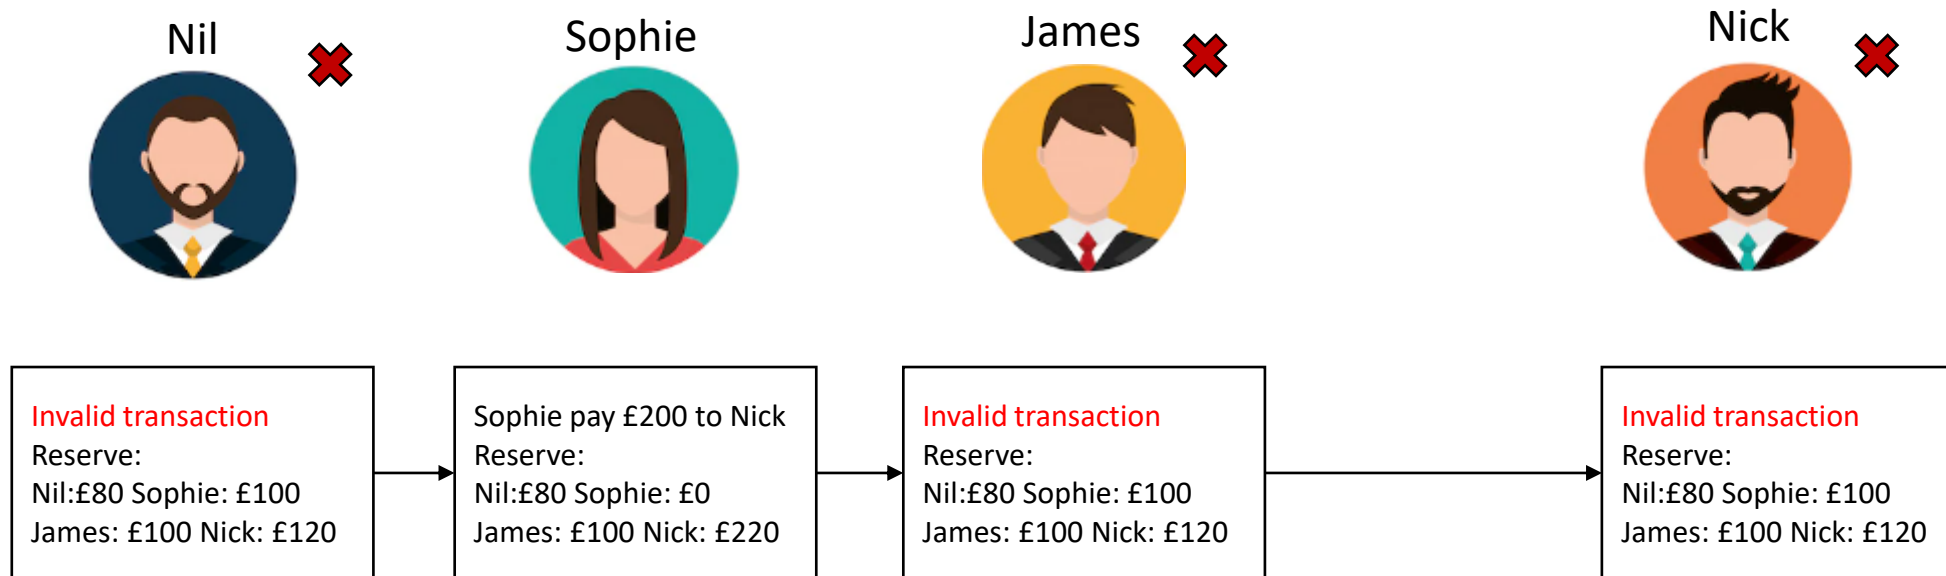 Nil
Sophie
James
Nick
Invalid transaction
Reserve:
Nil:£80 Sophie: £100
James: £100 Nick: £120
Sophie pay £200 to Nick
Reserve:
Nil:£80 Sophie: £0
James: £100 Nick: £220
Invalid transaction
Reserve:
Nil:£80 Sophie: £100
James: £100 Nick: £120
Invalid transaction
Reserve:
Nil:£80 Sophie: £100
James: £100 Nick: £120